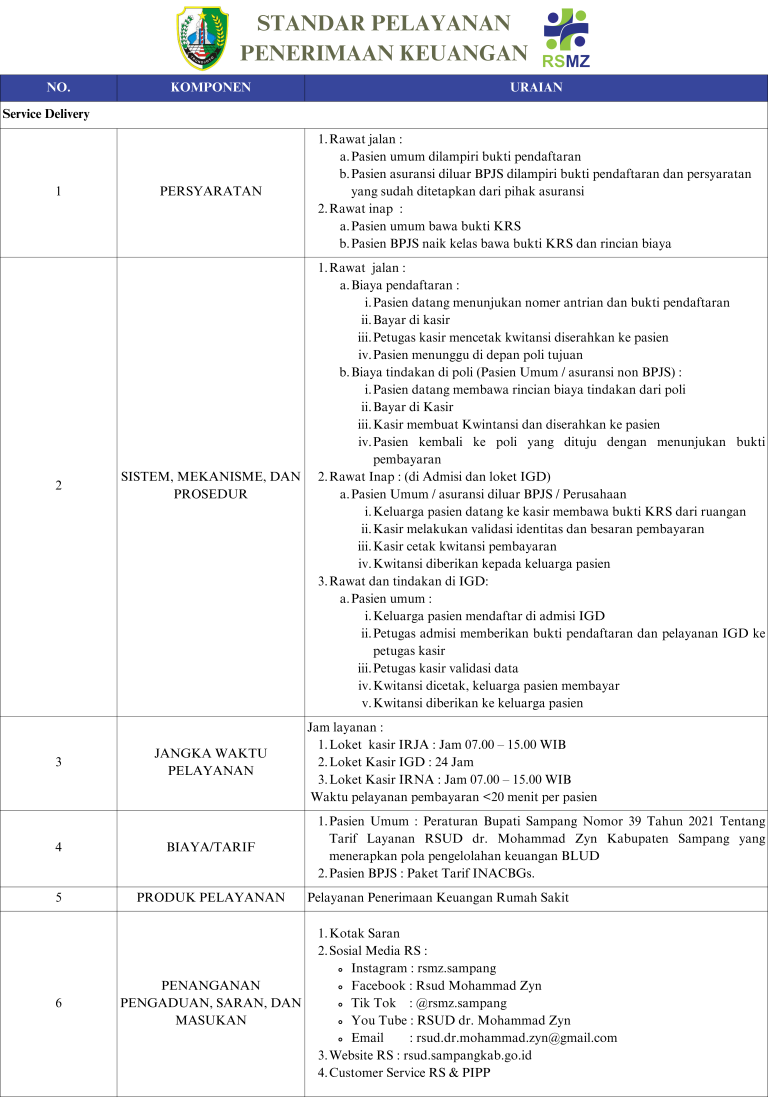 STANDAR PELAYANAN
PENERIMAAN KEUANGAN
RSMZ
NO. KOMPONEN URAIAN
Service Delivery
1 PERSYARATAN
1. Rawat jalan :
a. Pasien umum dilampiri bukti pendaftaran
b. Pasien asuransi diluar BPJS dilampiri bukti pendaftaran dan persyaratan
yang sudah ditetapkan dari pihak asuransi
2. Rawat inap :
a. Pasien umum bawa bukti KRS
b. Pasien BPJS naik kelas bawa bukti KRS dan rincian biaya
2 SISTEM, MEKANISME, DAN
PROSEDUR
1. Rawat jalan :
a. Biaya pendaftaran :
i. Pasien datang menunjukan nomer antrian dan bukti pendaftaran
ii. Bayar di kasir
iii. Petugas kasir mencetak kwitansi diserahkan ke pasien
iv. Pasien menunggu di depan poli tujuan
b. Biaya tindakan di poli (Pasien Umum / asuransi non BPJS) :
i. Pasien datang membawa rincian biaya tindakan dari poli
ii. Bayar di Kasir
iii. Kasir membuat Kwintansi dan diserahkan ke pasien
iv. Pasien kembali ke poli yang dituju dengan menunjukan bukti
pembayaran
2. Rawat Inap : (di Admisi dan loket IGD)
a. Pasien Umum / asuransi diluar BPJS / Perusahaan
i. Keluarga pasien datang ke kasir membawa bukti KRS dari ruangan
ii. Kasir melakukan validasi identitas dan besaran pembayaran
iii. Kasir cetak kwitansi pembayaran
iv. Kwitansi diberikan kepada keluarga pasien
3. Rawat dan tindakan di IGD:
a. Pasien umum :
i. Keluarga pasien mendaftar di admisi IGD
ii. Petugas admisi memberikan bukti pendaftaran dan pelayanan IGD ke
petugas kasir
iii. Petugas kasir validasi data
iv. Kwitansi dicetak, keluarga pasien membayar
v. Kwitansi diberikan ke keluarga pasien
3 JANGKA WAKTU
PELAYANAN
Jam layanan :
1. Loket kasir IRJA : Jam 07.00 – 15.00 WIB
2. Loket Kasir IGD : 24 Jam
3. Loket Kasir IRNA : Jam 07.00 – 15.00 WIB
Waktu pelayanan pembayaran <20 menit per pasien
4 BIAYA/TARIF
1. Pasien Umum : Peraturan Bupati Sampang Nomor 39 Tahun 2021 Tentang
Tarif Layanan RSUD dr. Mohammad Zyn Kabupaten Sampang yang
menerapkan pola pengelolahan keuangan BLUD
2. Pasien BPJS : Paket Tarif INACBGs.
5 PRODUK PELAYANAN Pelayanan Penerimaan Keuangan Rumah Sakit
6 PENANGANAN
PENGADUAN, SARAN, DAN
MASUKAN
1. Kotak Saran
2. Sosial Media RS :
Instagram : rsmz.sampang
Facebook : Rsud Mohammad Zyn
Tik Tok : @rsmz.sampang
You Tube : RSUD dr. Mohammad Zyn
Email : rsud.dr.mohammad.zyn@gmail.com
3. Website RS : rsud.sampangkab.go.id
4. Customer Service RS & PIPP